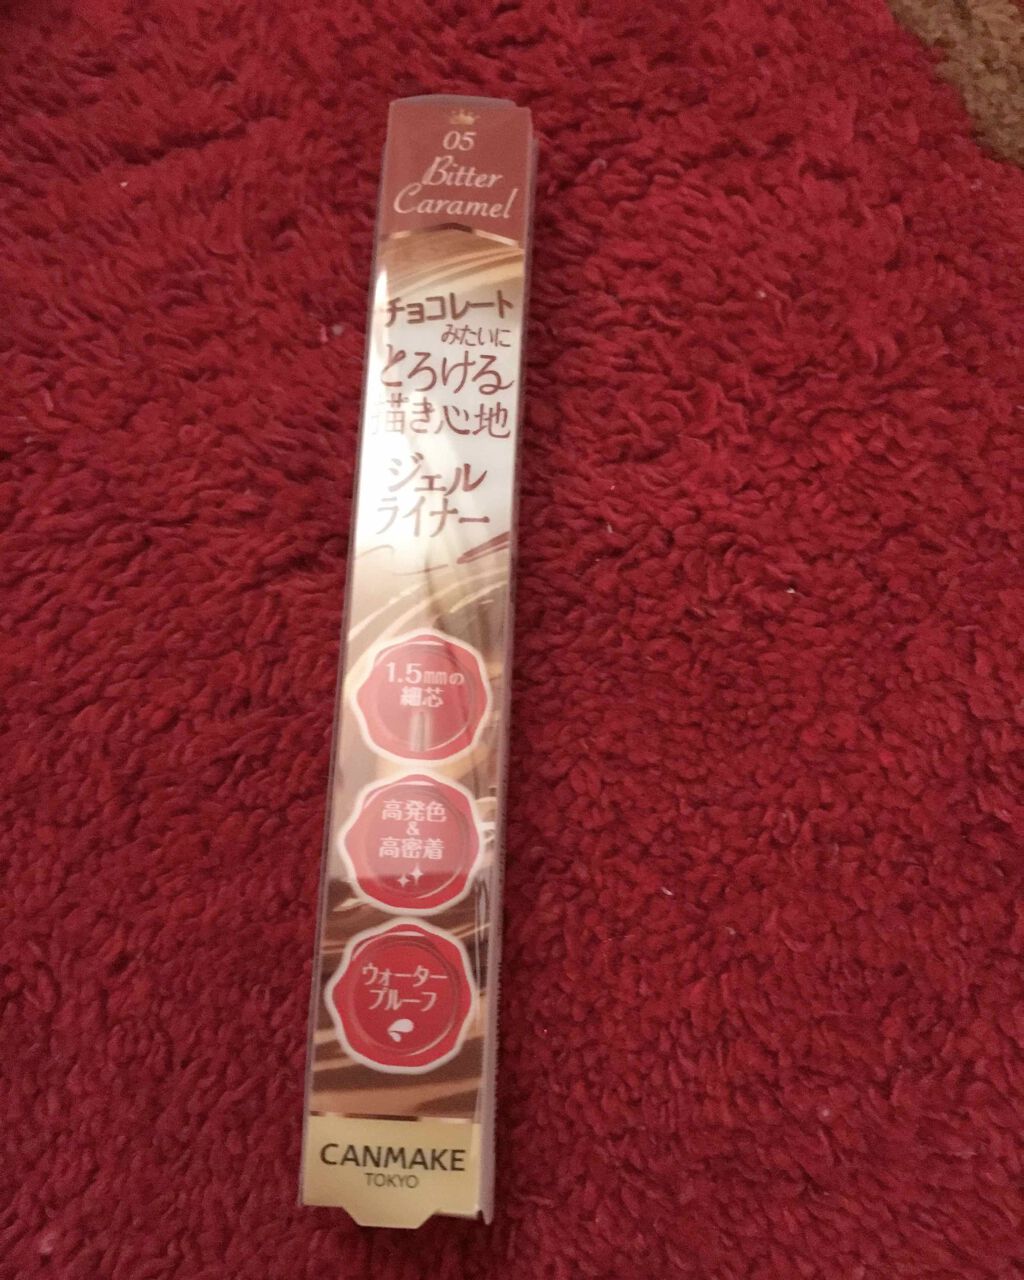 05
Bitter
Caramel
チョコレート
みたいに
とろける
描き心地
ジェル
ライナー
1.5㎜の
細芯
高発色
&
高密着
ウォーター
プルーフ
CANMAKE
TOKYO